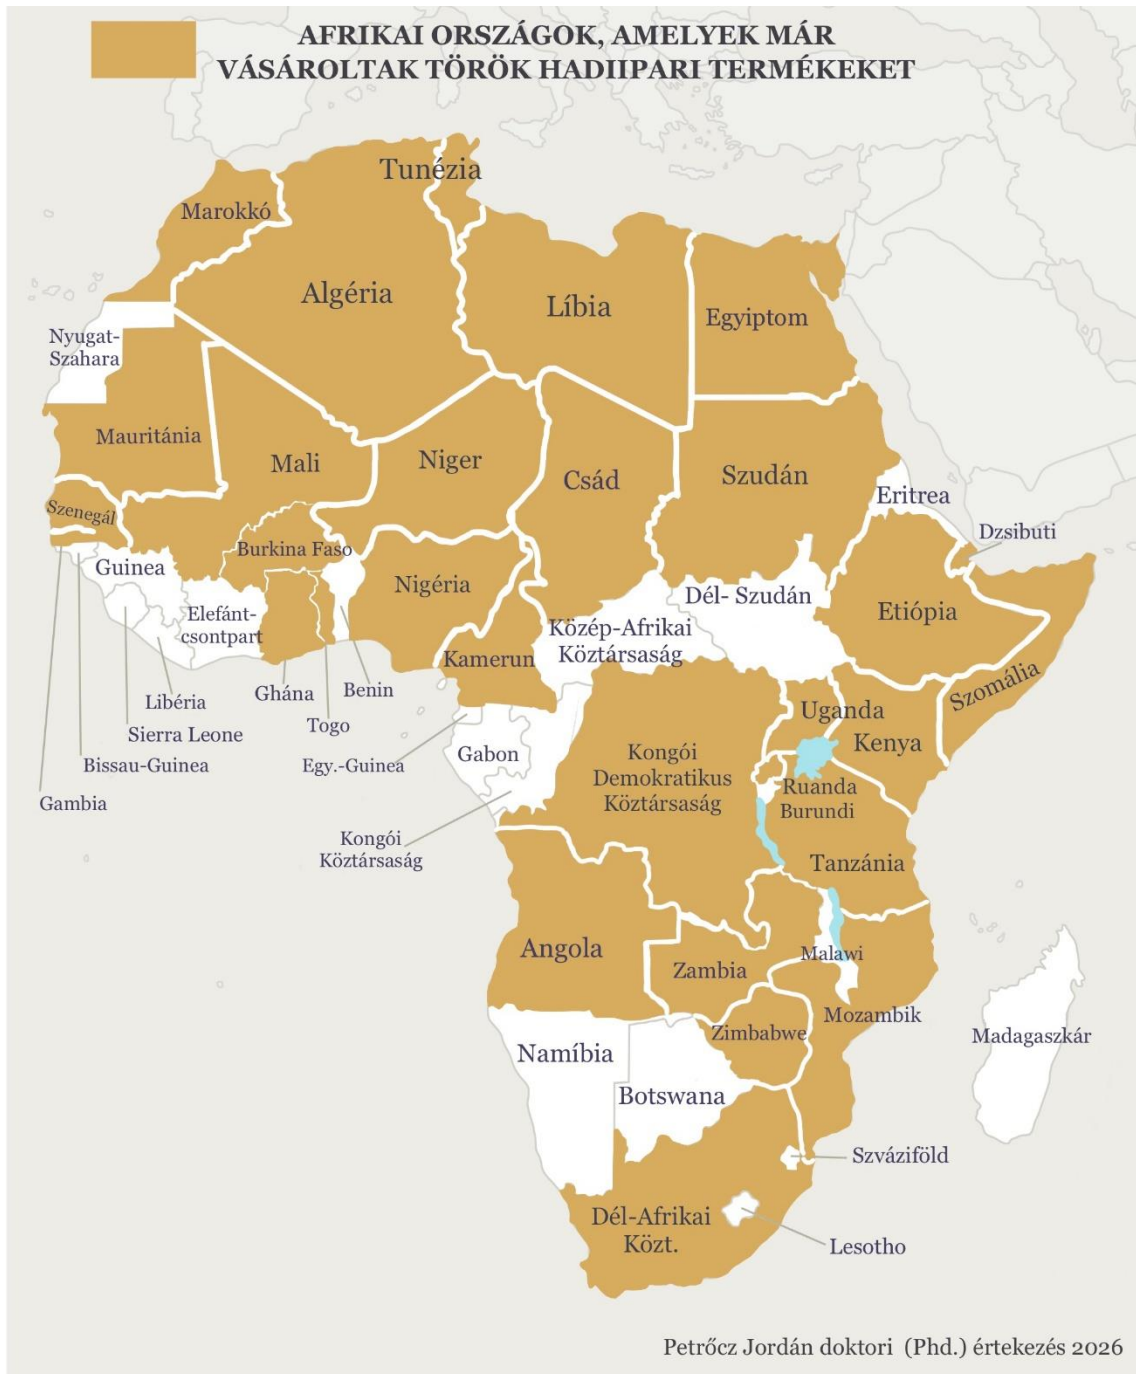 AFRIKAI ORSZÁGOK, AMELYEK MÁR
VÁSÁROLTAK TÖRÖK HADIIPARI TERMÉKEKET
Tunézia
Marokkó
Algéria
Líbia
Egyiptom
Nyugat-
Szahara
Mauritánia
Mali
Niger
Csád
Szudán
Eritrea
Szenegál
Dzsibuti
Burkina Faso
Guinea
Nigéria
Dél- Szudán
Etiópia
Elefánt-
csontpart
Közép-Afrikai
Köztársaság
Kamerun
Szomália
Ghána
Benin
Libéria
Togo
Sierra Leone
Uganda
Bissau-Guinea
Egy.-Guinea
Gabon
Kenya
Kongói
Demokratikus
Köztársaság
Gambia
Ruanda
Burundi
Kongói
Köztársaság
Tanzánia
Angola
Zambia
Malawi
Mozambik
Zimbabwe
Madagaszkár
Namíbia
Botswana
Szváziföld
Dél-Afrikai
Közt.
Lesotho
Petrőcz Jordán doktori (Phd.) értekezés 2026